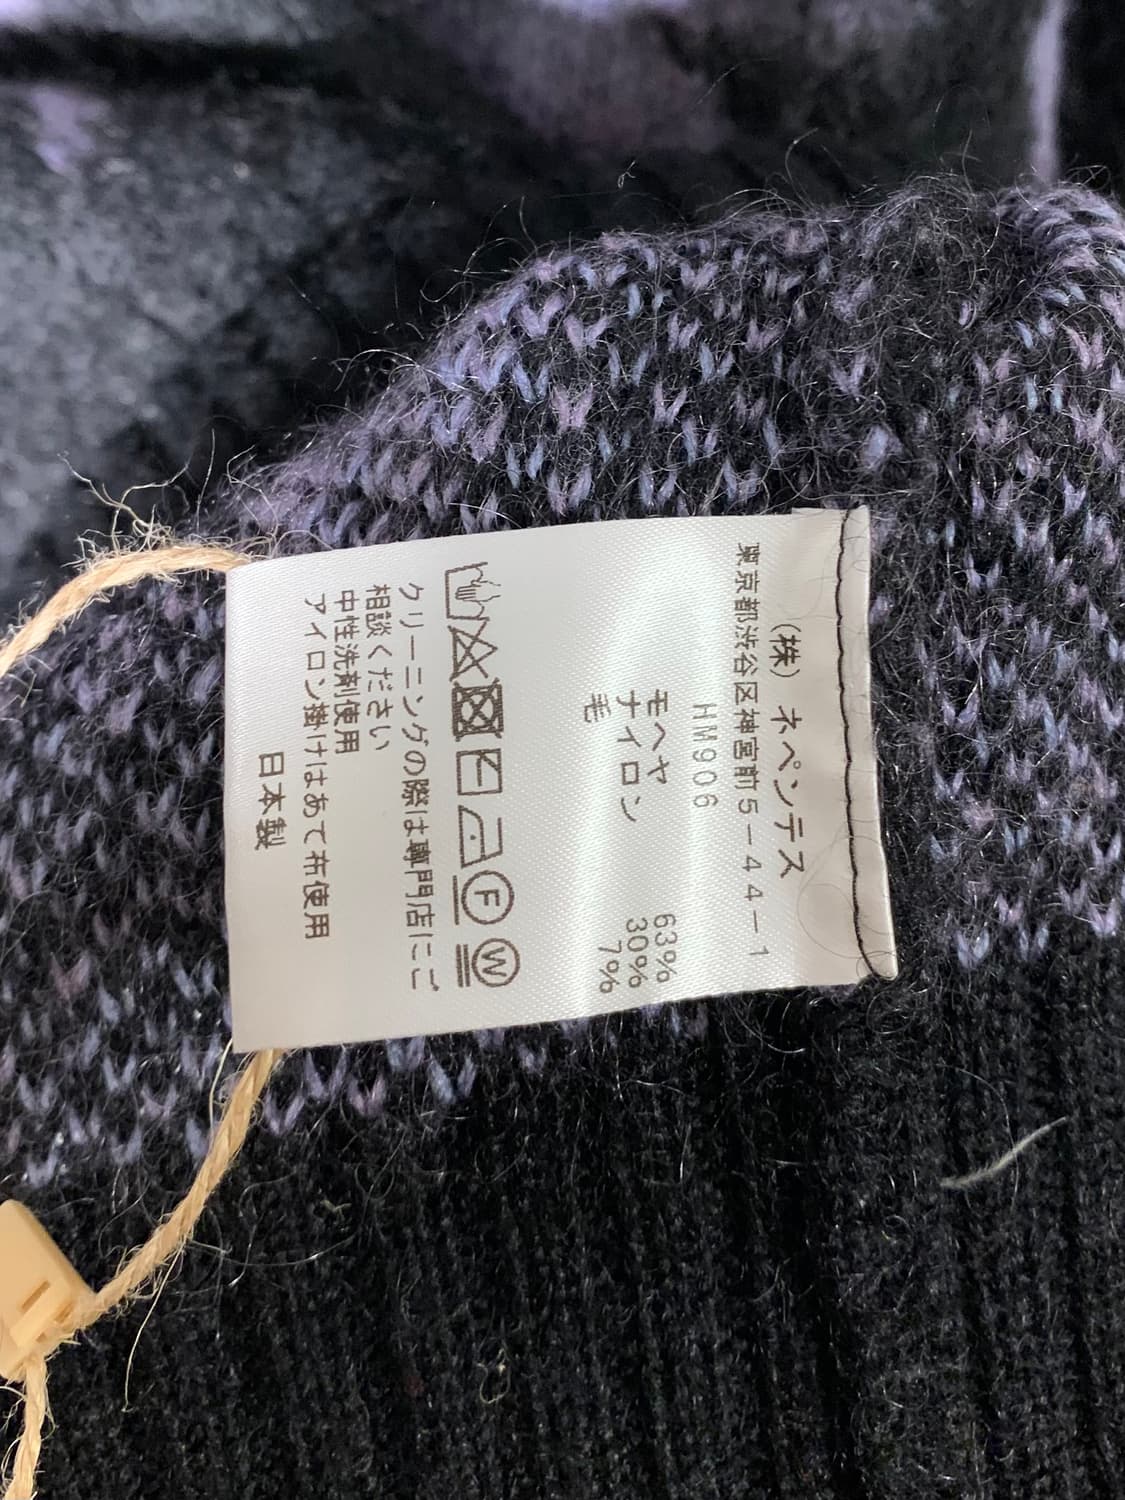 (株) ネペンテス
東京都渋谷区神宮前5-44-1
HM906
モヘヤ 63%
ナイロン 30%
毛 7%
F W
クリーニングの際は専門店にご
相談ください
中性洗剤使用
アイロン掛けはあて布使用
日本製